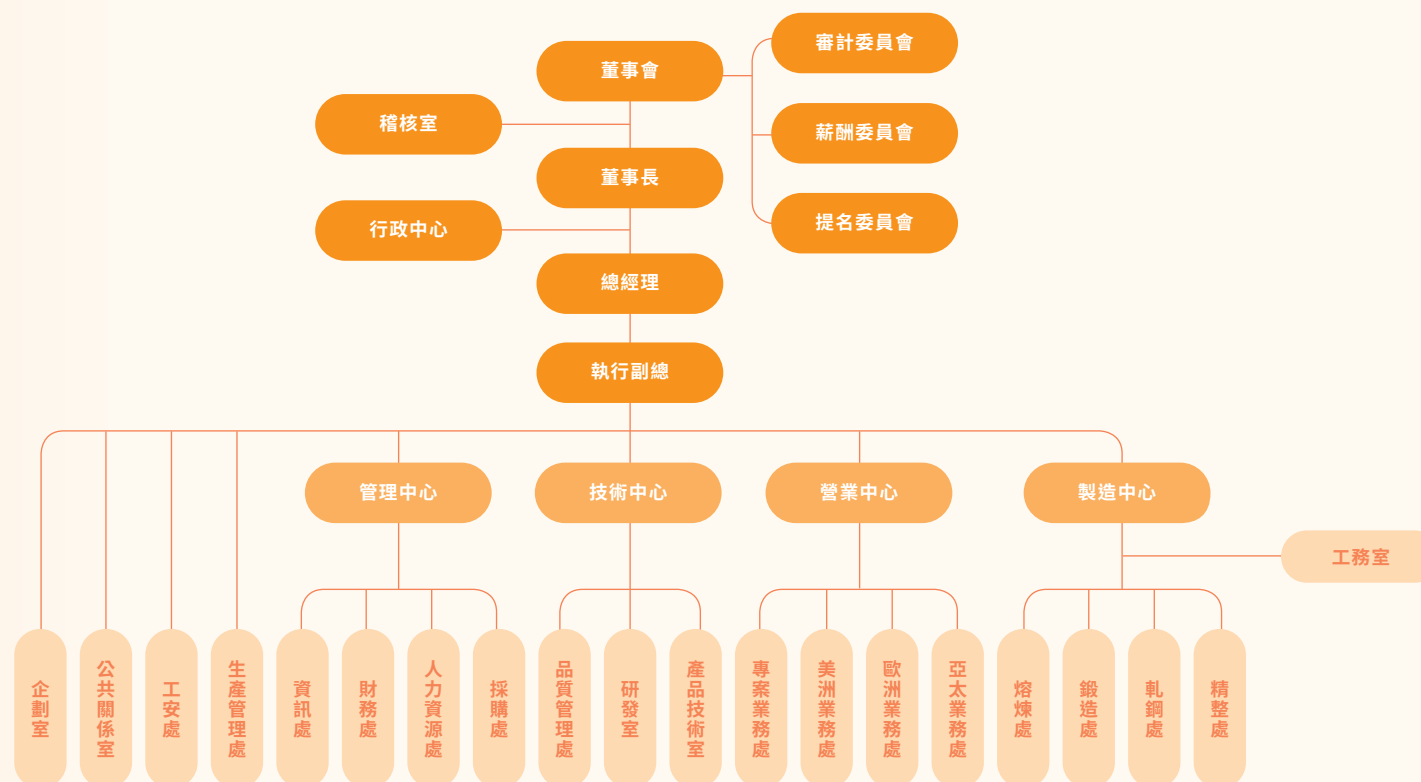 董事會
審計委員會
薪酬委員會
提名委員會
稽核室
董事長
行政中心
總經理
執行副總
管理中心
技術中心
營業中心
製造中心
工務室
企劃室
公共關係室
工安處
生產管理處
資訊處
財務處
人力資源處
採購處
品質管理處
研發室
產品技術室
專案業務處
美洲業務處
歐洲業務處
亞太業務處
熔煉處
鍛造處
軋鋼處
精整處